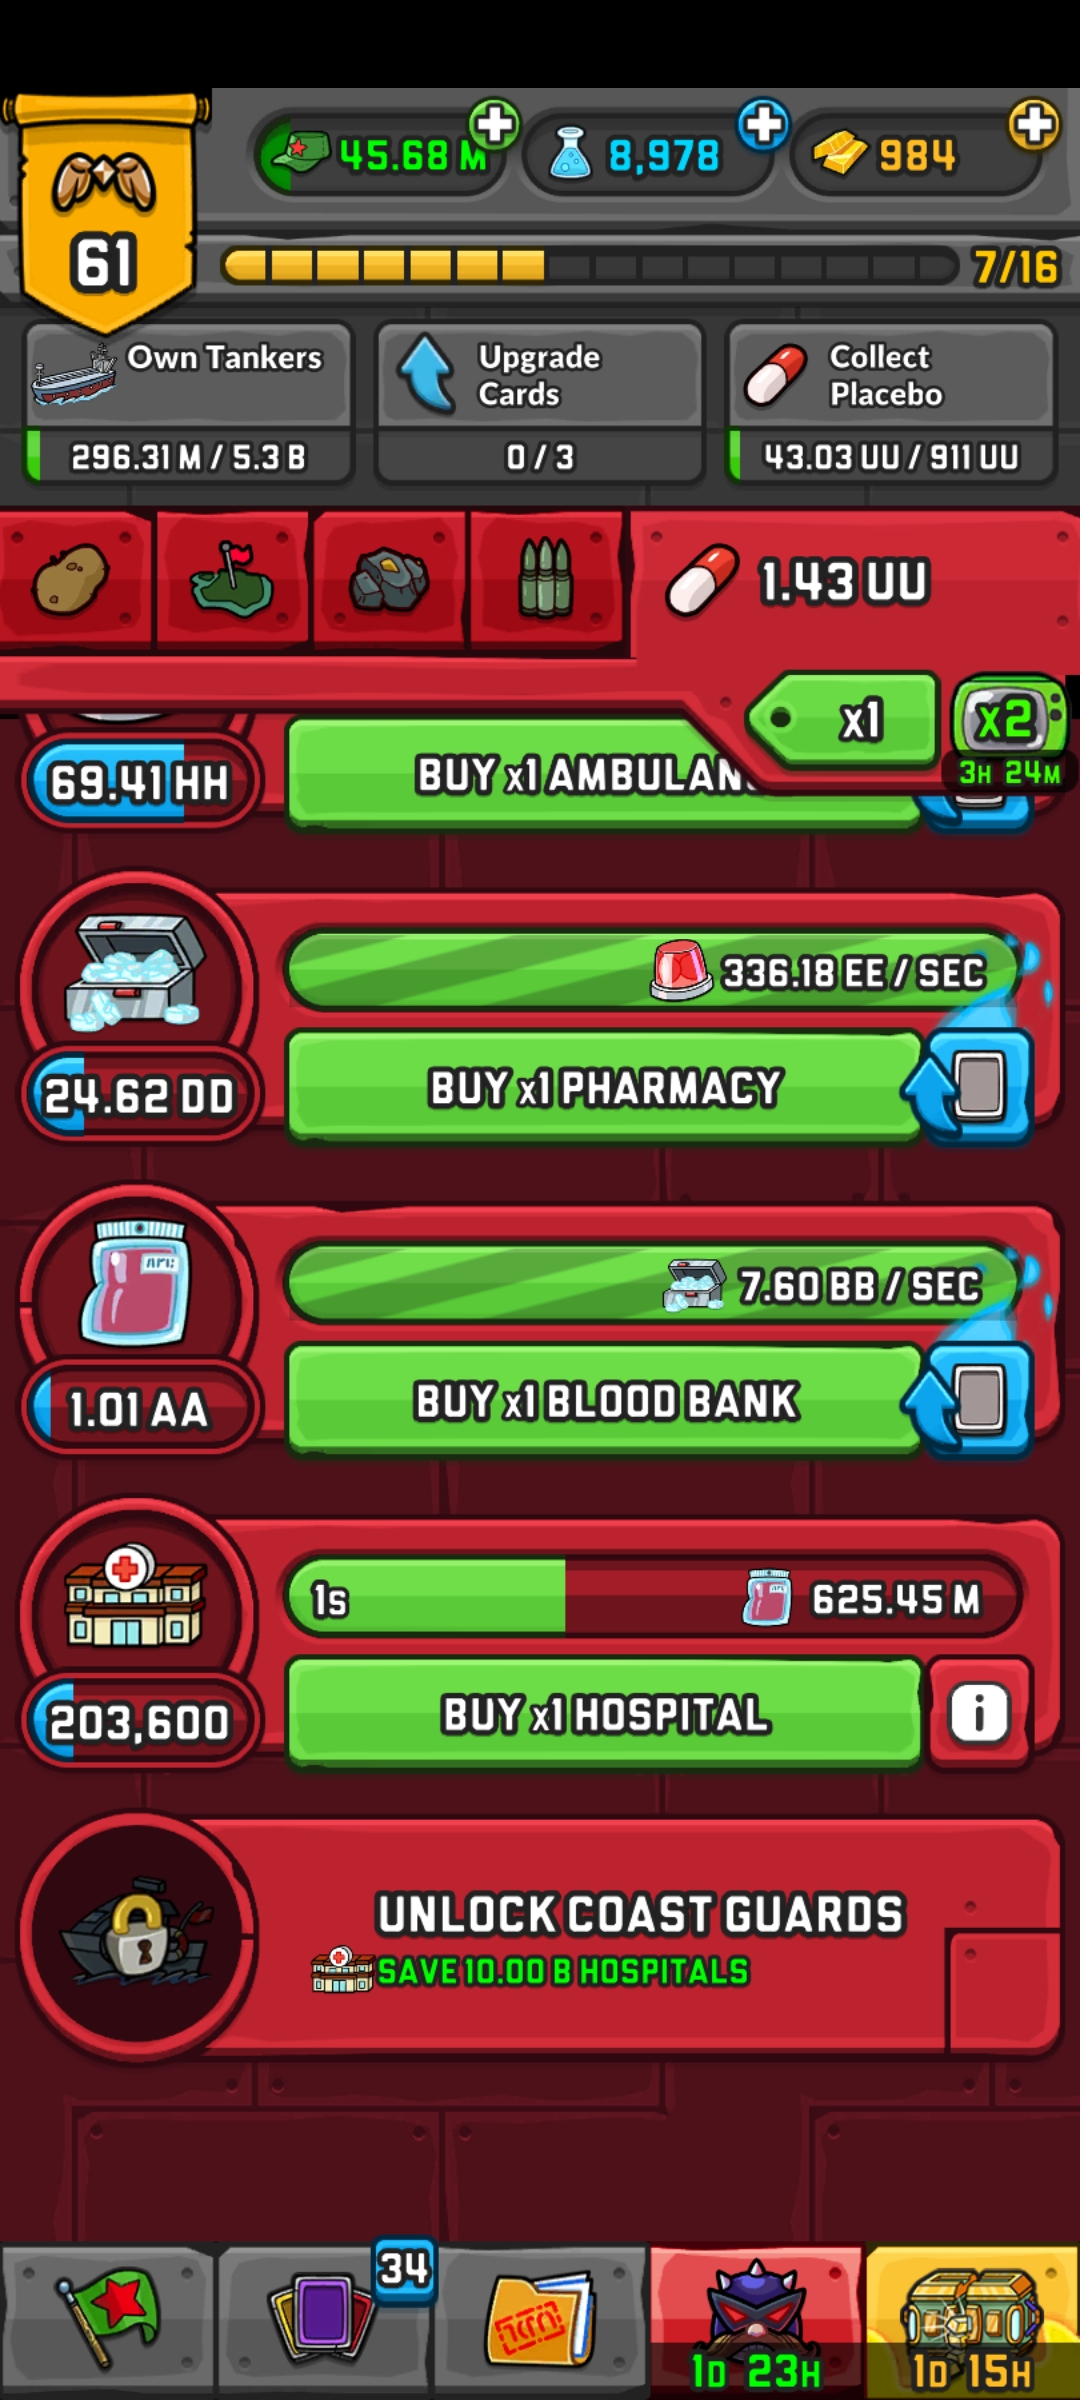 45.68 M
8,978
984
61
7/16
Own Tankers
296.31 M / 5.3 B
Upgrade
Cards
0 / 3
Collect
Placebo
43.03 UU / 911 UU
1.43 UU
x1
x2
3H 24M
69.41 HH
BUY x1
336.18 EE / SEC
24.62 DD
BUY x1 PHARMACY
7.60 BB / SEC
1.01 AA
BUY x1 BLOOD BANK
1s
625.45 M
203,600
BUY x1 HOSPITAL
i
UNLOCK COAST GUARDS
SAVE 10.00 B HOSPITALS
34
1D 23H
1D 15H